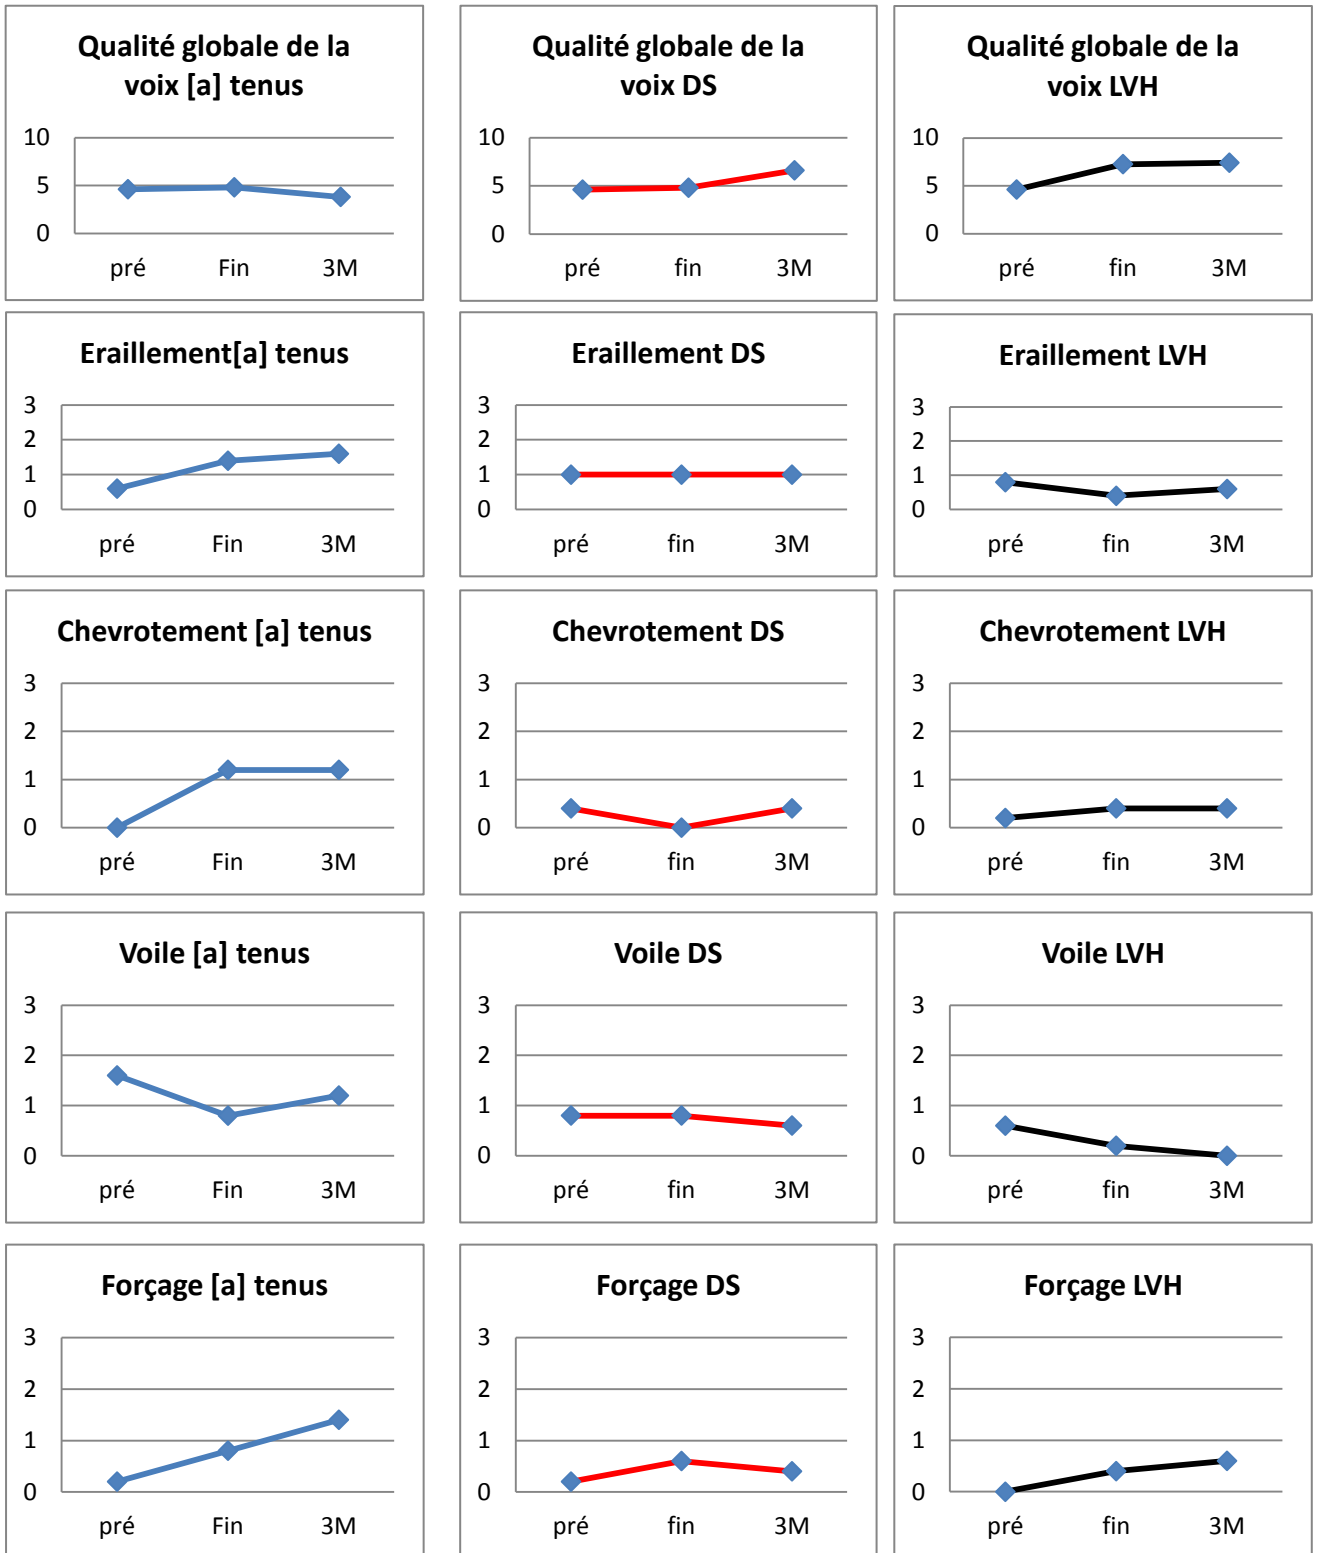 Qualité globale de la
voix [a] tenus
10
5
0
pré Fin 3M
Qualité globale de la
voix DS
10
5
0
pré fin 3M
Qualité globale de la
voix LVH
10
5
0
pré fin 3M
Eraillement[a] tenus
3
2
1
0
pré Fin 3M
Eraillement DS
3
2
1
0
pré fin 3M
Eraillement LVH
3
2
1
0
pré fin 3M
Chevrotement [a] tenus
3
2
1
0
pré Fin 3M
Chevrotement DS
3
2
1
0
pré fin 3M
Chevrotement LVH
3
2
1
0
pré fin 3M
Voile [a] tenus
3
2
1
0
pré Fin 3M
Voile DS
3
2
1
0
pré fin 3M
Voile LVH
3
2
1
0
pré fin 3M
Forçage [a] tenus
3
2
1
0
pré Fin 3M
Forçage DS
3
2
1
0
pré fin 3M
Forçage LVH
3
2
1
0
pré fin 3M